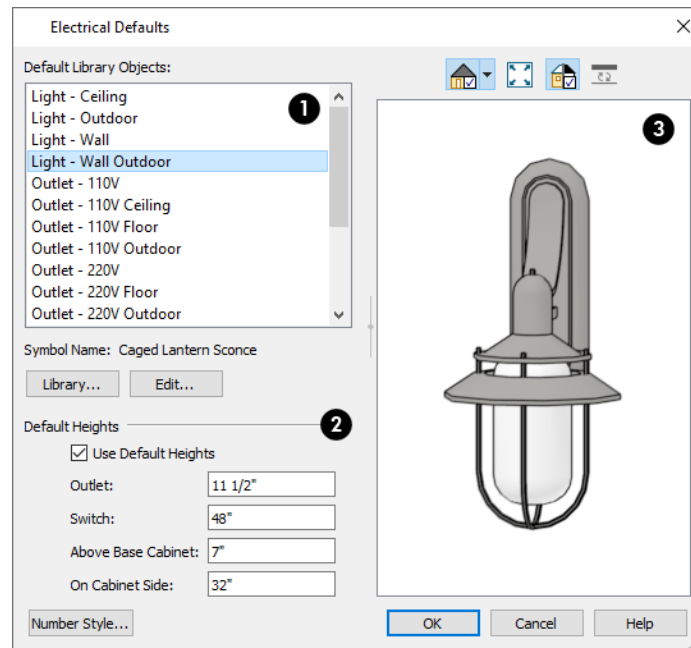 Electrical Defaults
Default Library Objects:
Light - Ceiling
Light - Outdoor
Light - Wall
Light - Wall Outdoor
Outlet - 110V
Outlet - 110V Ceiling
Outlet - 110V Floor
Outlet - 110V Outdoor
Outlet - 220V
Outlet - 220V Floor
Outlet - 220V Outdoor
1
Symbol Name: Caged Lantern Sconce
Library... Edit...
Default Heights 2
Use Default Heights
Outlet: 11 1/2"
Switch: 48"
Above Base Cabinet: 7"
On Cabinet Side: 32"
Number Style...
3
OK Cancel Help